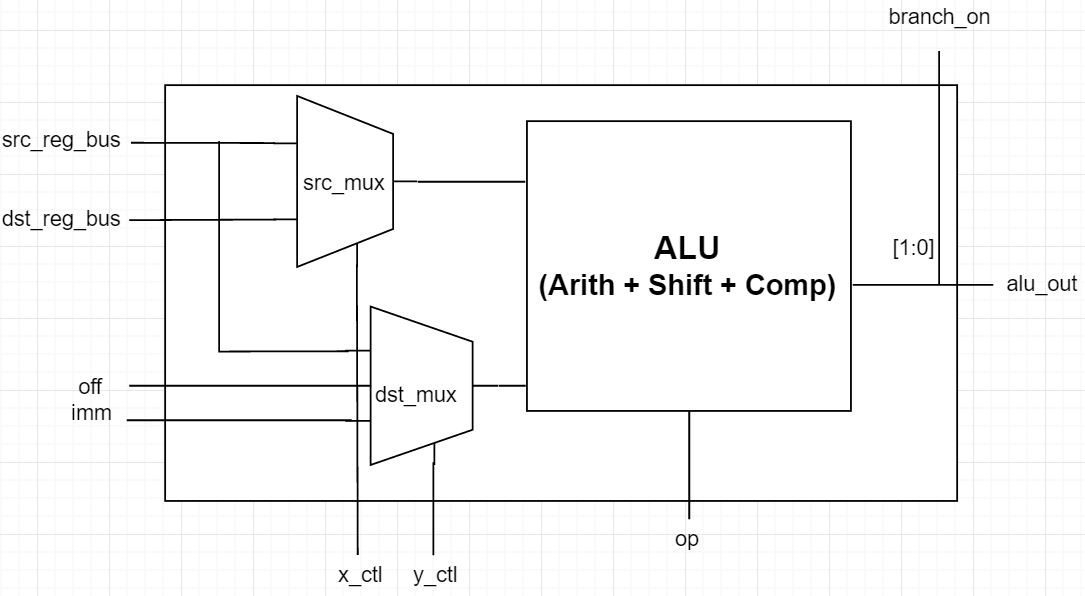 branch_on
src_reg_bus
src_mux
dst_reg_bus
ALU
(Arith + Shift + Comp)
[1:0]
alu_out
off
dst_mux
imm
op
x_ctl
y_ctl